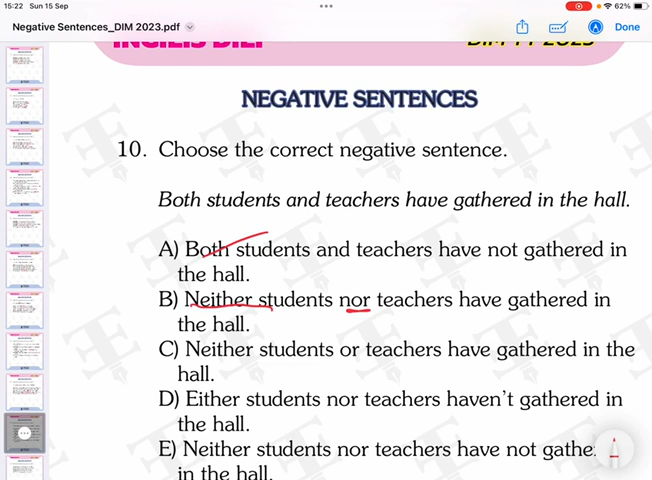 15:22 Sun 15 Sep
62%
Negative Sentences_DIM 2023.pdf
Done
NEGATIVE SENTENCES
10. Choose the correct negative sentence.
Both students and teachers have gathered in the hall.
A) Both students and teachers have not gathered in
the hall.
B) Neither students nor teachers have gathered in
the hall.
C) Neither students or teachers have gathered in the
hall.
D) Either students nor teachers haven't gathered in
the hall.
E) Neither students nor teachers have not gathe
in the hall.